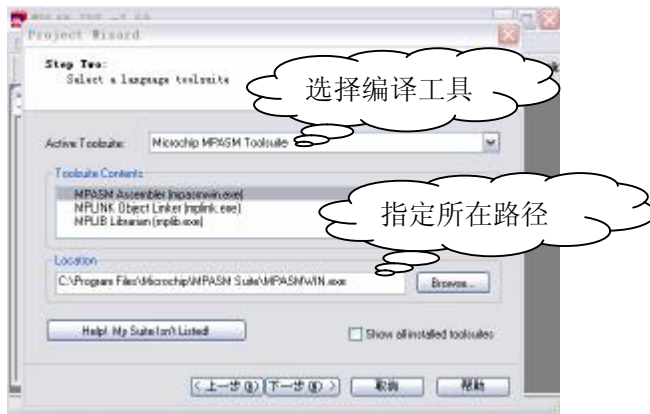 Project Wizard
Step Two:
Select a language toolsuite
选择编译工具
Active Toolsuite: Microchip MPASM Toolsuite
Toolsuite Contents
MPASM Assembler (mpasmwin.exe)
MPLINK Object Linker (mplink.exe)
MPLIB Librarian (mplib.exe)
指定所在路径
Location
C:\Program Files\Microchip\MPASM Suite\MPASMWIN.exe
Browse...
Help! My Suite Isn't Listed!
Show all installed toolsuites
< 上一步(B) 下一步(N) > 取消 帮助